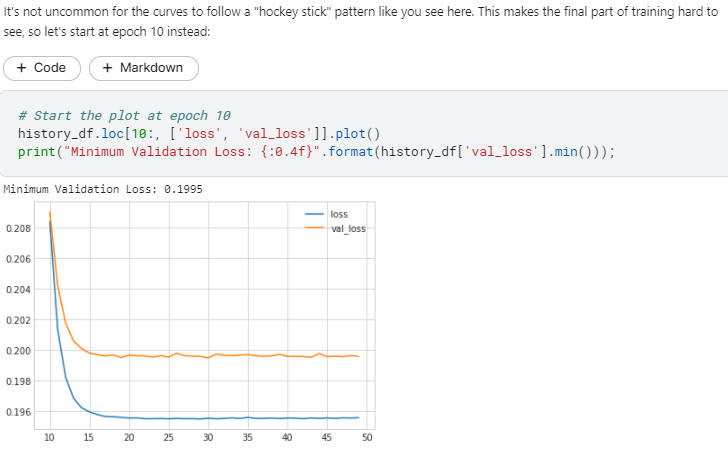 It's not uncommon for the curves to follow a "hockey stick" pattern like you see here. This makes the final part of training hard to
see, so let's start at epoch 10 instead:
+ Code + Markdown
# Start the plot at epoch 10
history_df.loc[10:, ['loss', 'val_loss']].plot()
print("Minimum Validation Loss: {:0.4f}".format(history_df['val_loss'].min()));
Minimum Validation Loss: 0.1995
loss
val_loss
0.208
0.206
0.204
0.202
0.200
0.198
0.196
10 15 20 25 30 35 40 45 50